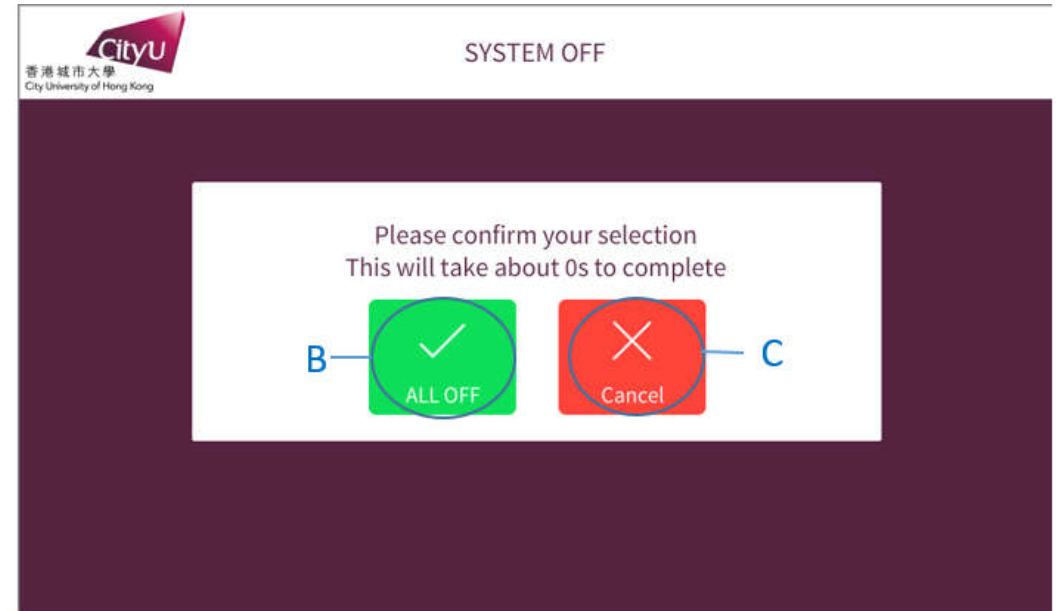 CityU
香港城市大學
City University of Hong Kong
SYSTEM OFF
Please confirm your selection
This will take about 0s to complete
B
ALL OFF
Cancel
C